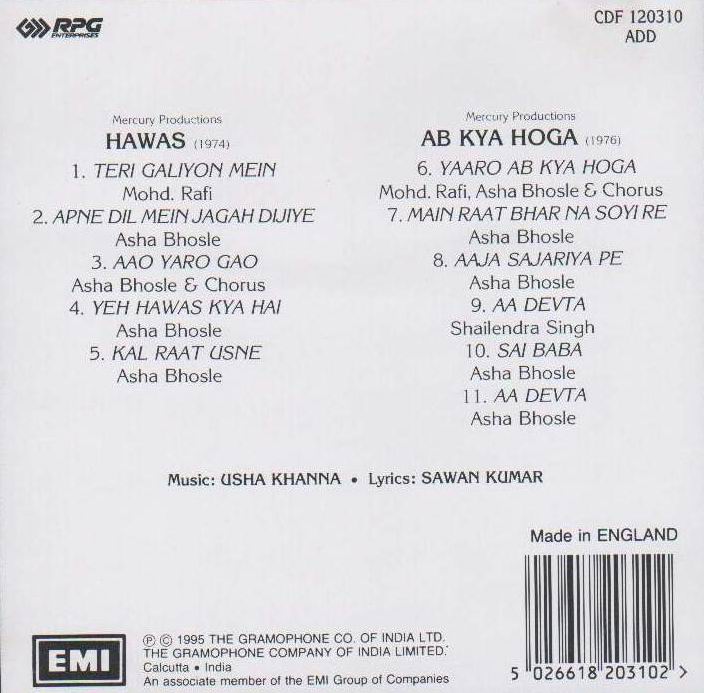 RPG
ENTERPRISES
CDF 120310
ADD
Mercury Productions
HAWAS (1974)
1. TERI GALIYON MEIN
Mohd. Rafi
2. APNE DIL MEIN JAGAH DIJIYE
Asha Bhosle
3. AAO YARO GAO
Asha Bhosle & Chorus
4. YEH HAWAS KYA HAI
Asha Bhosle
5. KAL RAAT USNE
Asha Bhosle
Mercury Productions
AB KYA HOGA (1976)
6. YAARO AB KYA HOGA
Mohd. Rafi, Asha Bhosle & Chorus
7. MAIN RAAT BHAR NA SOYI RE
Asha Bhosle
8. AAJA SAJARIYA PE
Asha Bhosle
9. AA DEVTA
Shailendra Singh
10. SAI BABA
Asha Bhosle
11. AA DEVTA
Asha Bhosle
Music: USHA KHANNA • Lyrics: SAWAN KUMAR
Made in ENGLAND
5 026618 203102 >
EMI
℗ © 1995 THE GRAMOPHONE CO. OF INDIA LTD.
THE GRAMOPHONE COMPANY OF INDIA LIMITED.
Calcutta • India
An associate member of the EMI Group of Companies